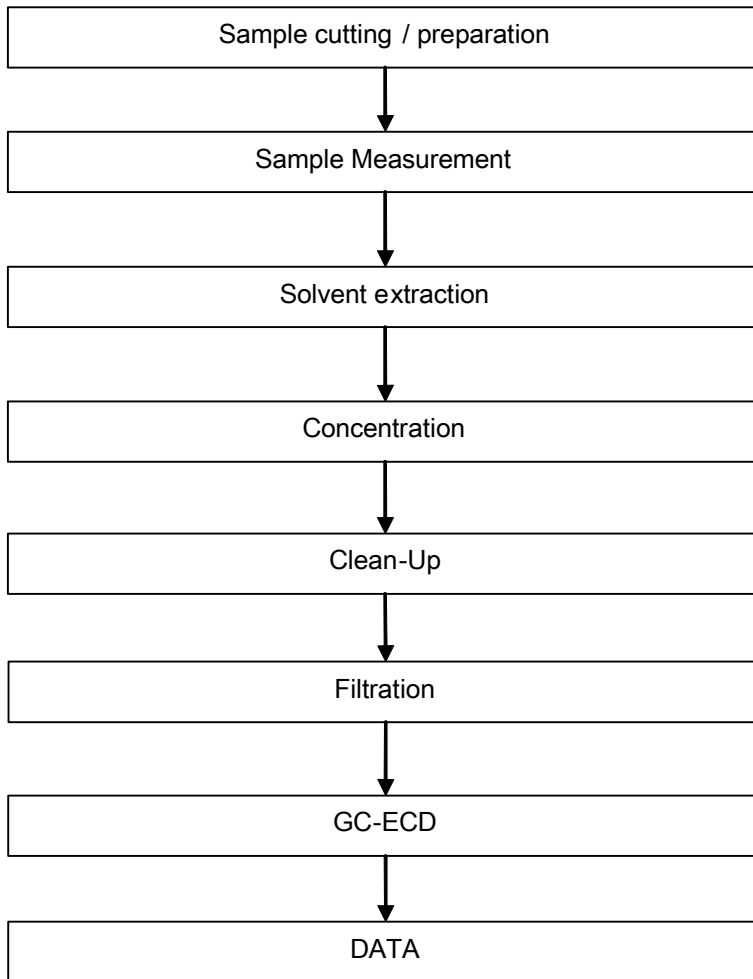 Sample cutting / preparation
Sample Measurement
Solvent extraction
Concentration
Clean-Up
Filtration
GC-ECD
DATA